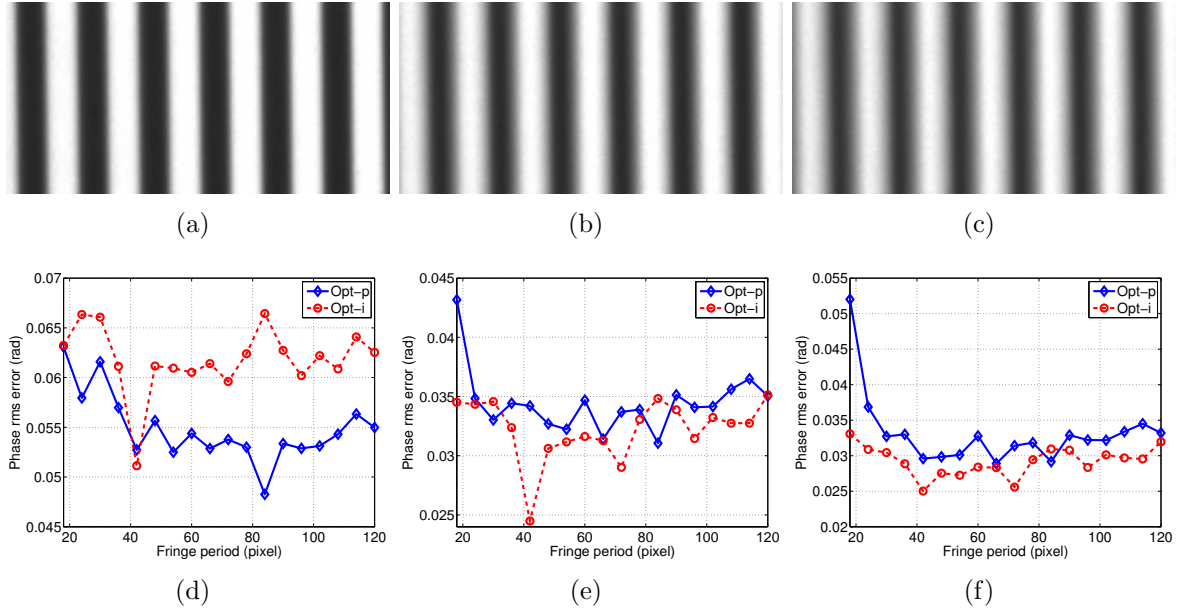 (a)
(b)
(c)
0.07
0.065
0.06
0.055
0.05
0.045
Phase rms error (rad)
20 40 60 80 100 120
Fringe period (pixel)
Opt-p
Opt-i
0.045
0.04
0.035
0.03
0.025
Phase rms error (rad)
20 40 60 80 100 120
Fringe period (pixel)
Opt-p
Opt-i
0.055
0.05
0.045
0.04
0.035
0.03
0.025
0.02
Phase rms error (rad)
20 40 60 80 100 120
Fringe period (pixel)
Opt-p
Opt-i
(d)
(e)
(f)